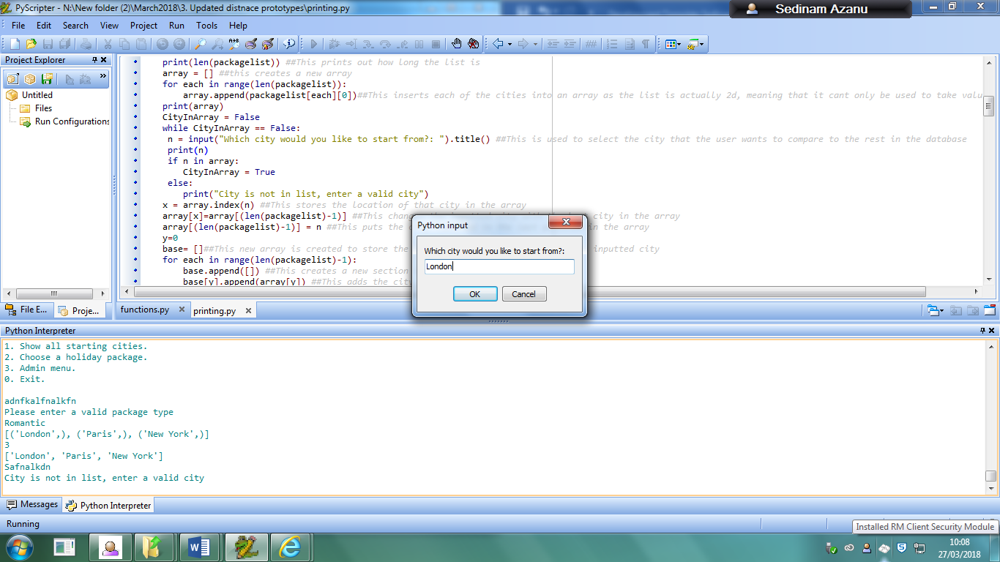 PyScripter - N:\New folder (2)\March2018\3. Updated distnace prototypes\printing.py
Sedinam Azanu
File Edit Search View Project Run Tools Help
Project Explorer
Untitled
Files
Run Configurations
print(len(packagelist)) ##This prints out how long the list is
array = [] ##this creates a new array
for each in range(len(packagelist)):
array.append(packagelist[each][0])##This inserts each of the cities into an array as the list is actually 2d, meaning that it cant only be used to take valu
print(array)
CityInArray = False
while CityInArray == False:
n = input("Which city would you like to start from?: ").title() ##This is used to select the city that the user wants to compare to the rest in the database
print(n)
if n in array:
CityInArray = True
else:
print("City is not in list, enter a valid city")
x = array.index(n) ##This stores the location of that city in the array
array[x]=array[(len(packagelist)-1)] ##This chan city in the array
array[(len(packagelist)-1)] = n ##This puts the in the array
y=0
base= []##This new array is created to store the inputted city
for each in range(len(packagelist)-1):
base.append([]) ##This creates a new section
base[y].append(array[y]) ##This adds the city
Python input
Which city would you like to start from?:
London
OK Cancel
File E... Proje...
functions.py printing.py
Python Interpreter
1. Show all starting cities.
2. Choose a holiday package.
3. Admin menu.
0. Exit.
adnfkalfnalkfn
Please enter a valid package type
Romantic
[('London',), ('Paris',), ('New York',)]
3
['London', 'Paris', 'New York']
Safnalkdn
City is not in list, enter a valid city
Messages Python Interpreter
Running
Installed RM Client Security Module
10:08
27/03/2018